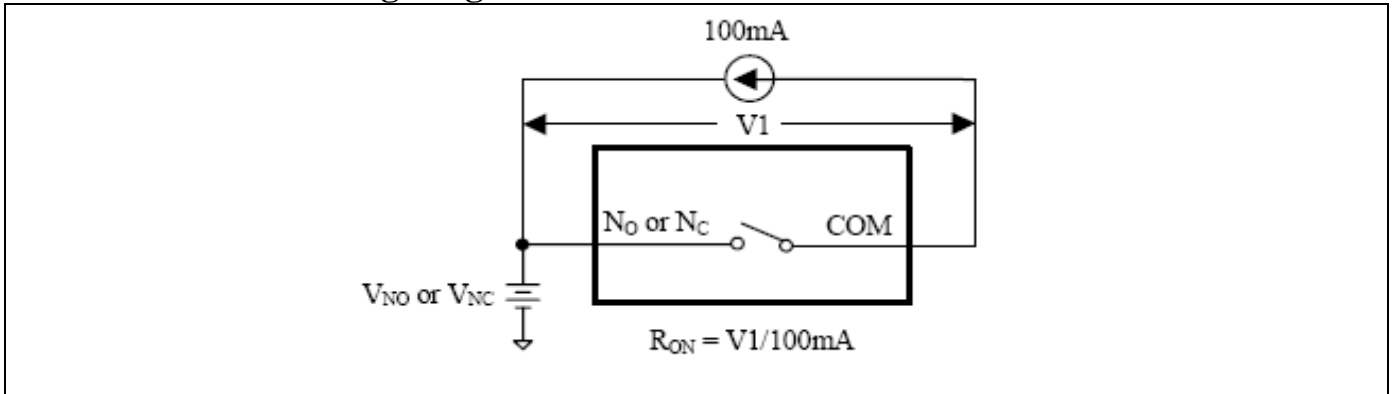 100mA
V1
NO or NC
COM
VNO or VNC
RON = V1/100mA